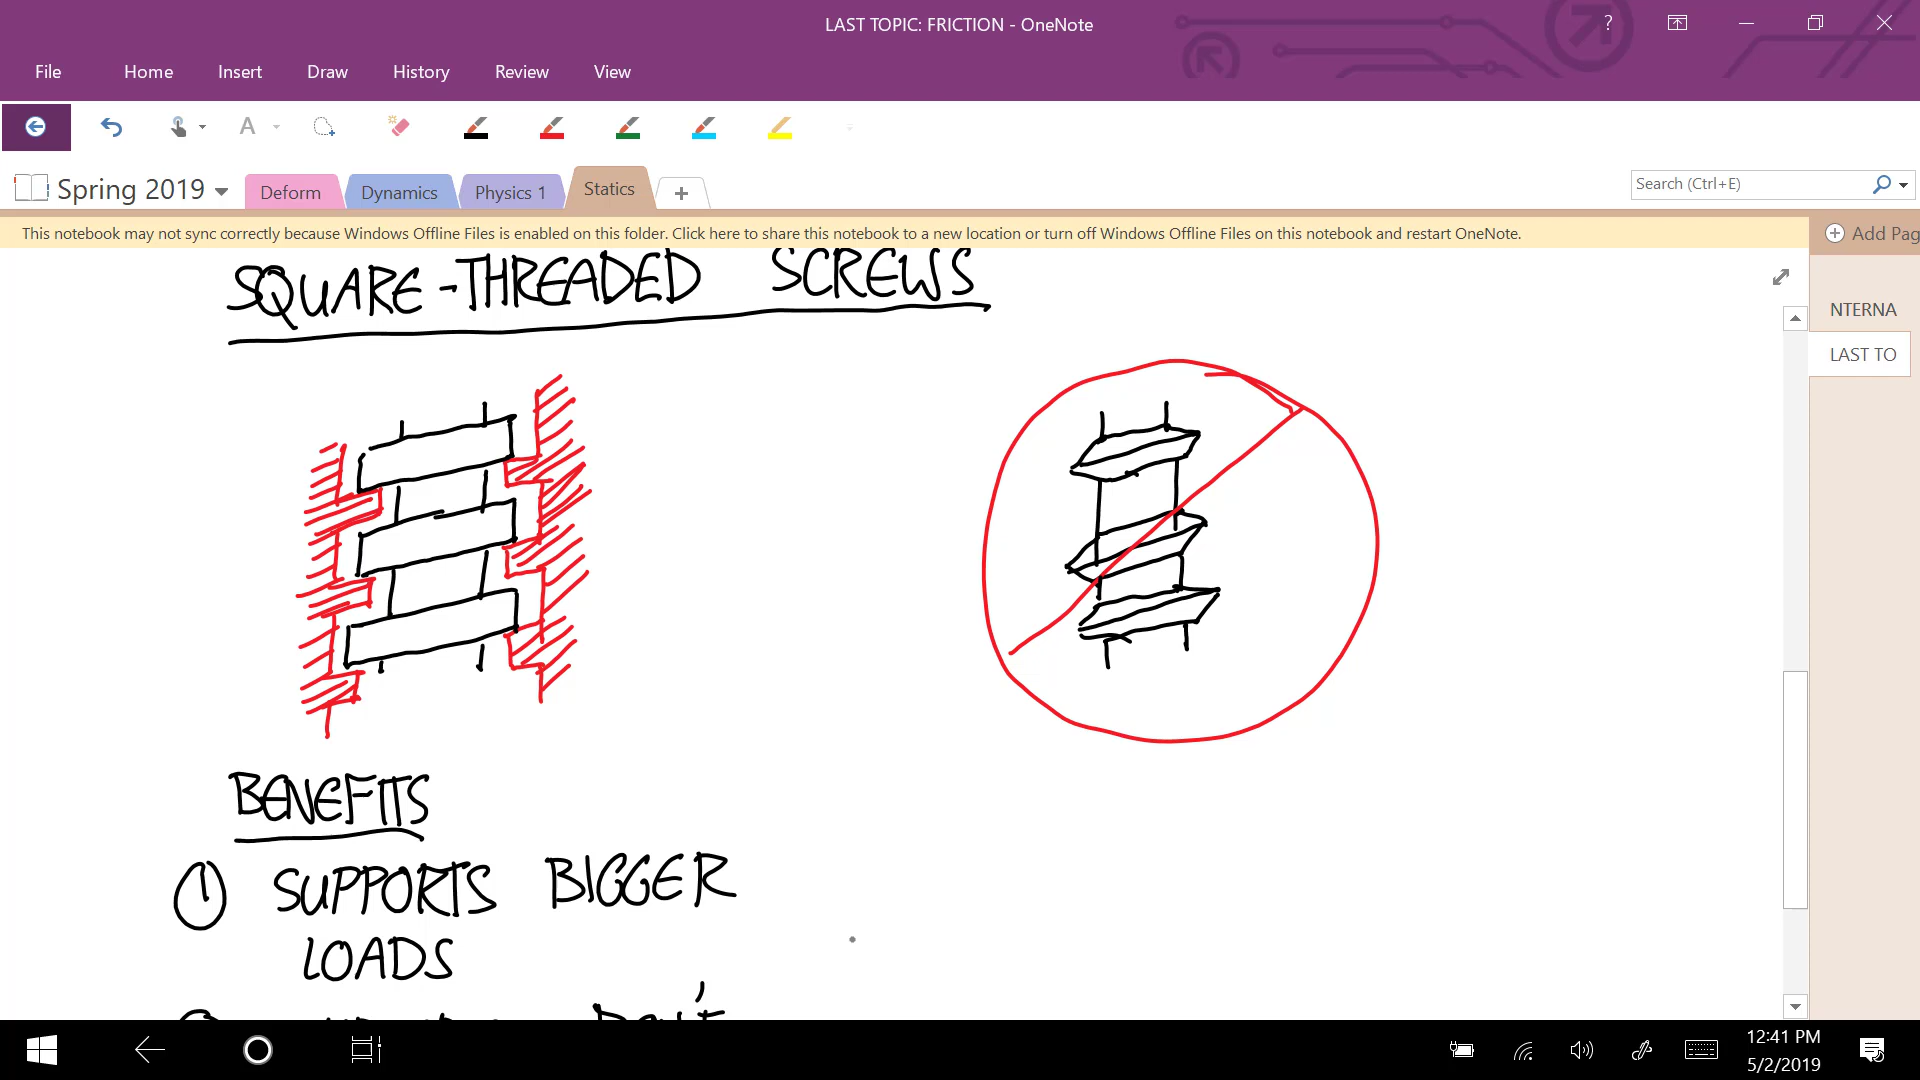 LAST TOPIC: FRICTION - OneNote
?
File Home Insert Draw History Review View
A
Spring 2019 Deform Dynamics Physics 1 Statics +
Search (Ctrl+E)
This notebook may not sync correctly because Windows Offline Files is enabled on this folder. Click here to share this notebook to a new location or turn off Windows Offline Files on this notebook and restart OneNote.
Add Pag
NTERNA
LAST TO
SQUARE-THREADED SCREWS
BENEFITS
1 SUPPORTS BIGGER
LOADS
12:41 PM
5/2/2019